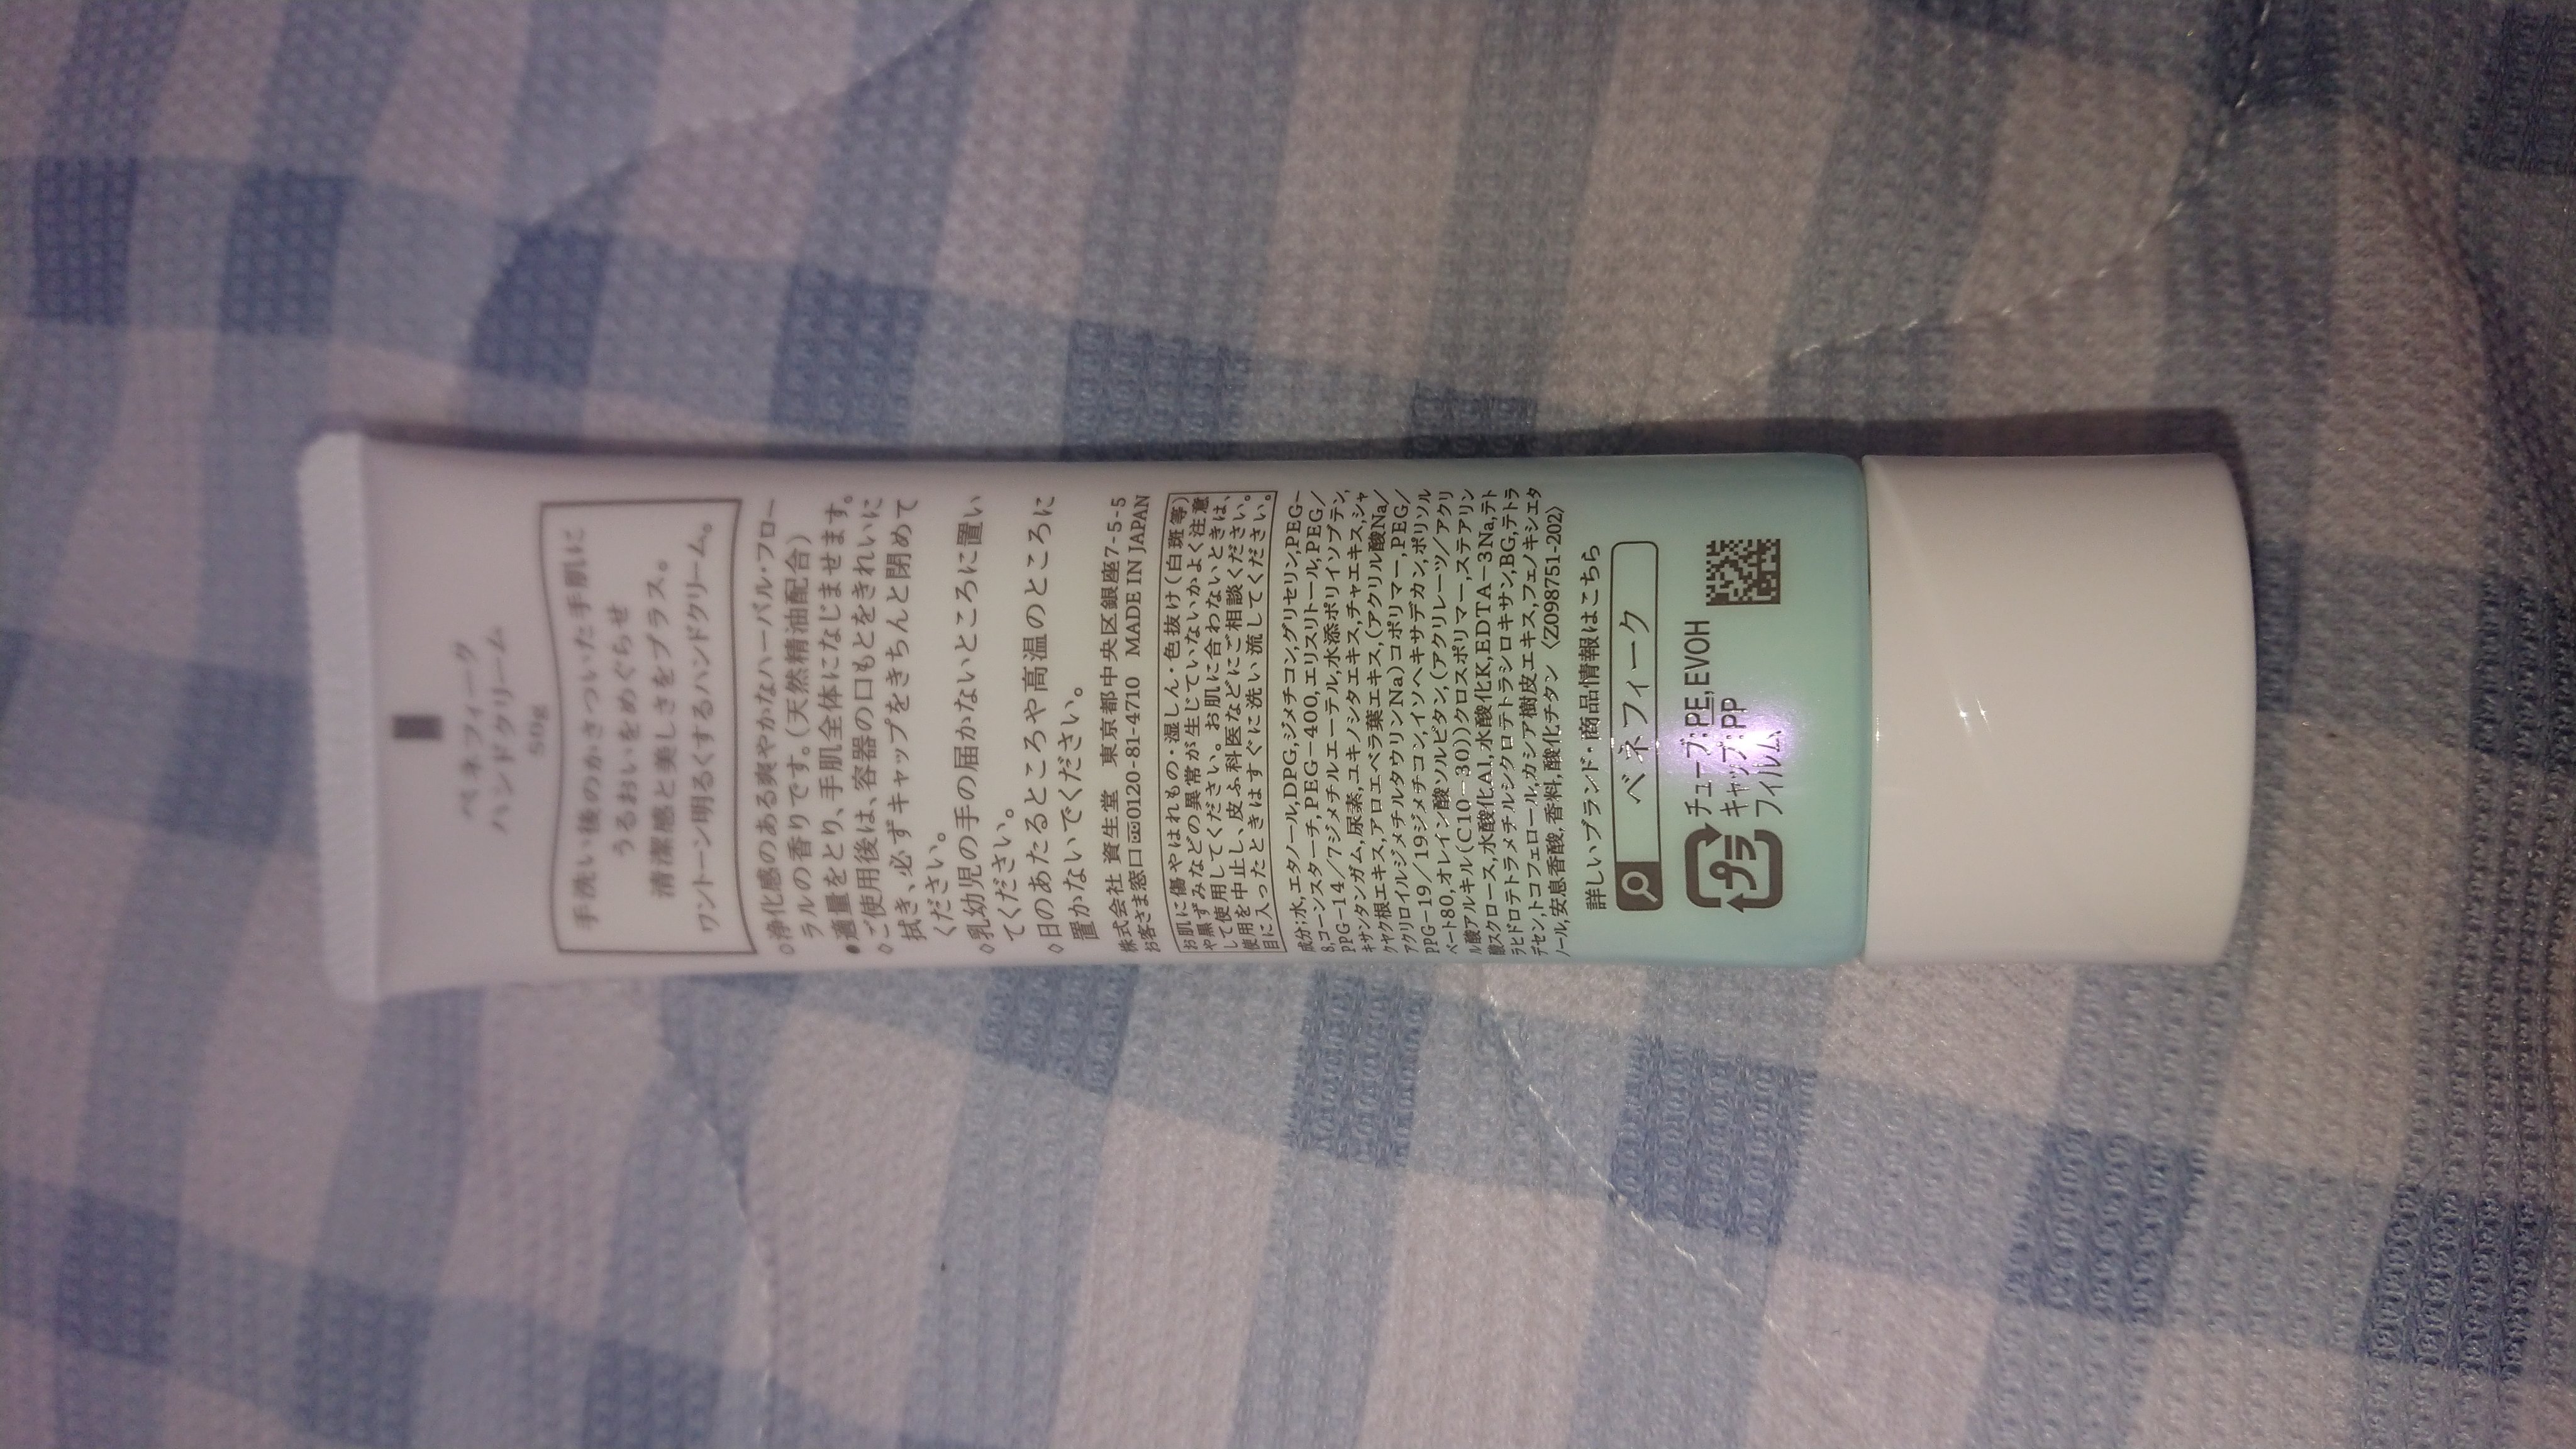 ベネフィーク
ハンドクリーム
50g
手洗い後のかさついた手肌に
うるおいをめぐらせ
清潔感と美しさをプラス。
ワントーン明るくするハンドクリーム。
◇浄化感のある爽やかなハーバル・フロー
ラルの香りです。(天然精油配合)
●適量をとり、手肌全体になじませます。
◇ご使用後は、容器の口もとをきれいに
拭き、必ずキャップをきちんと閉めて
ください。
◇乳幼児の手の届かないところに置い
てください。
◇日のあたるところや高温のところに
置かないでください。
株式会社 資生堂 東京都中央区銀座7-5-5
お客さま窓口0120-81-4710 MADE IN JAPAN
お肌に傷やはれもの・湿しん・色抜け(白斑等)
や黒ずみなどの異常が生じていないかよく注意
して使用してください。お肌に合わないときは、
使用を中止し、皮ふ科医などにご相談ください。
目に入ったときはすぐに洗い流してください。
成分:水,エタノール,DPG,ジメチコン,グリセリン,PEG-
8,コーンスターチ,PEG-400,エリスリトール,PEG/
PPG-14/7ジメチルエーテル,水添ポリイソブテン,
キサンタンガム,尿素,ユキノシタエキス,チャエキス,シャ
クヤク根エキス,アロエベラ葉エキス,(アクリル酸Na/
アクリロイルジメチルタウリンNa)コポリマー,PEG/
PPG-19/19ジメチコン,イソヘキサデカン,ポリソル
ベート80,オレイン酸ソルビタン,(アクリレーツ/アクリ
ル酸アルキル(C10-30))クロスポリマー,ステアリン
酸スクロース,水酸化Al,水酸化K,EDTA-3Na,テト
ラヒドロテトラメチルシクロテトラシロキサン,BG,テトラ
デセン,トコフェロール,カシア樹皮エキス,フェノキシエタ
ノール,安息香酸,香料,酸化チタン 〈Z098751-202〉
詳しいブランド・商品情報はこちら
ベネフィーク
プラ
チューブ:PE,EVOH
キャップ:PP
フィルム